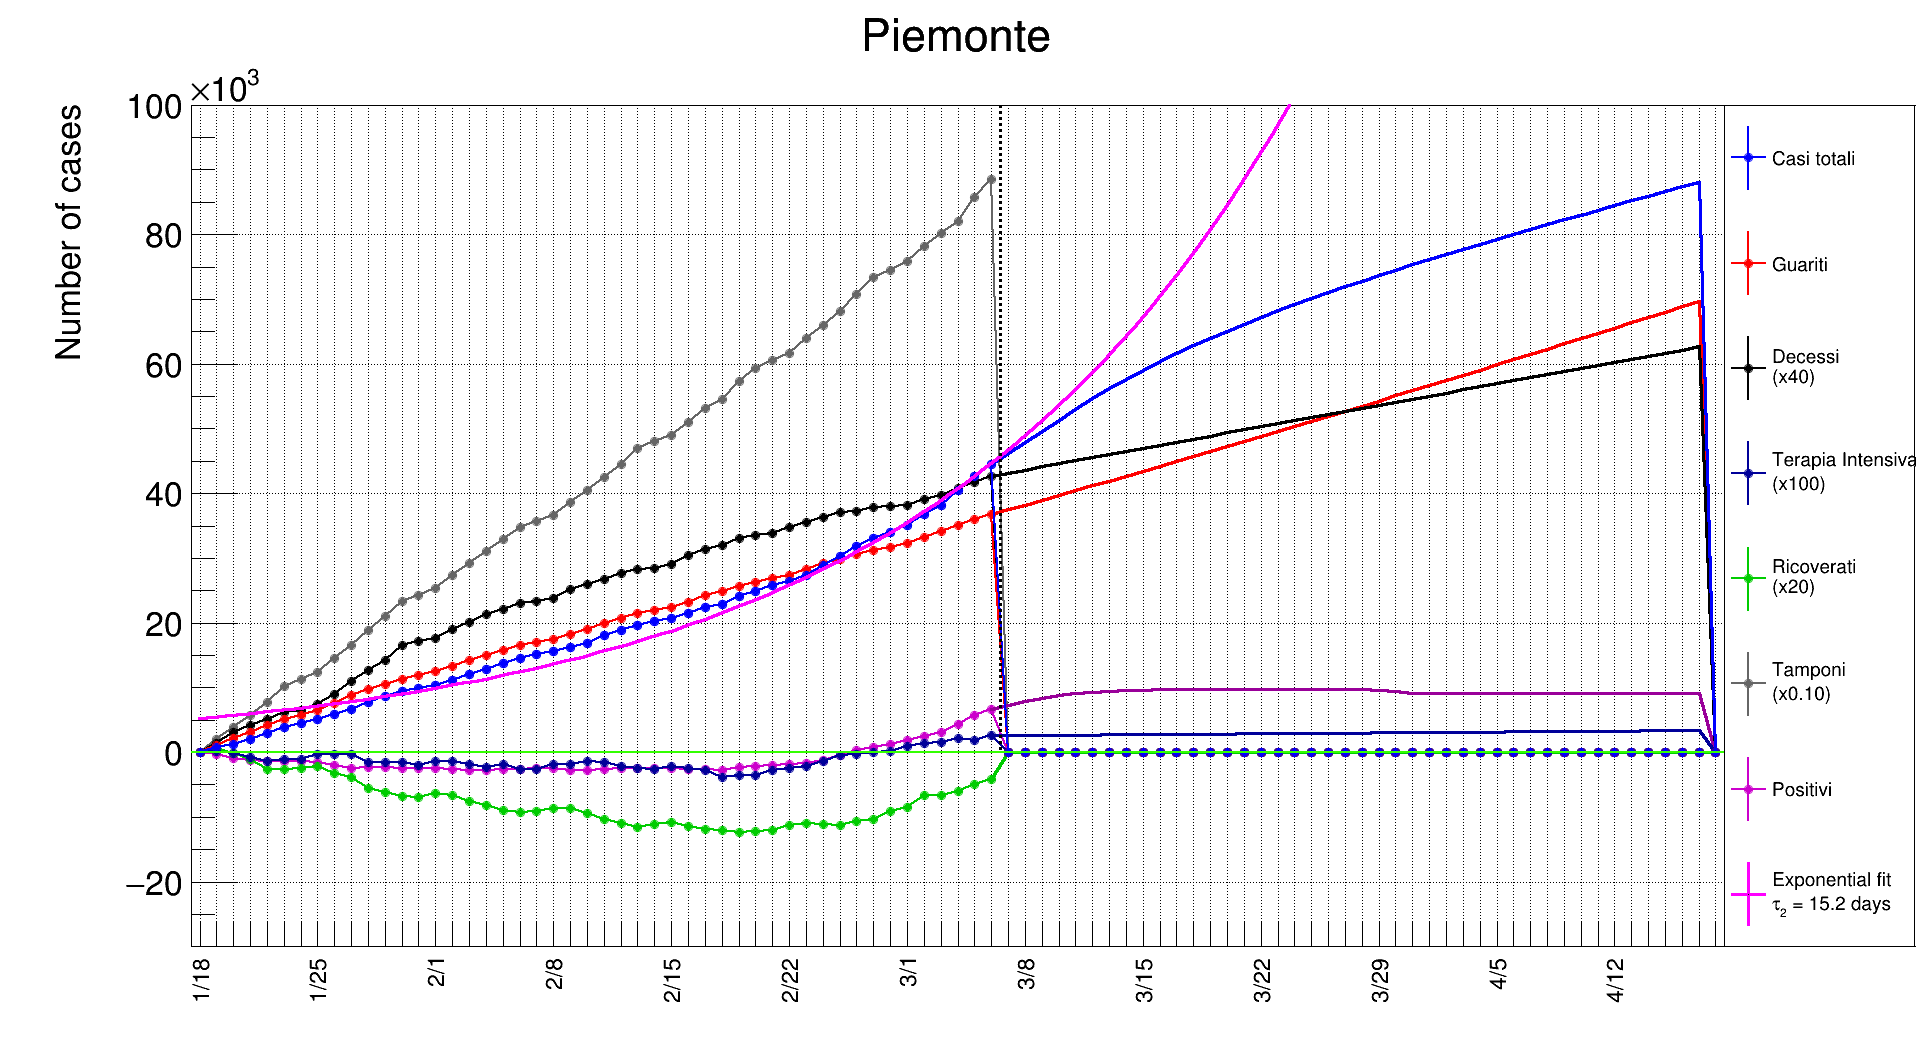 Piemonte
×10³
Number of cases
100
80
60
40
20
0
−20
1/18
1/25
2/1
2/8
2/15
2/22
3/1
3/8
3/15
3/22
3/29
4/5
4/12
Casi totali
Guariti
Decessi
(x40)
Terapia Intensiva
(x100)
Ricoverati
(x20)
Tamponi
(x0.10)
Positivi
Exponential fit
τ₂ = 15.2 days